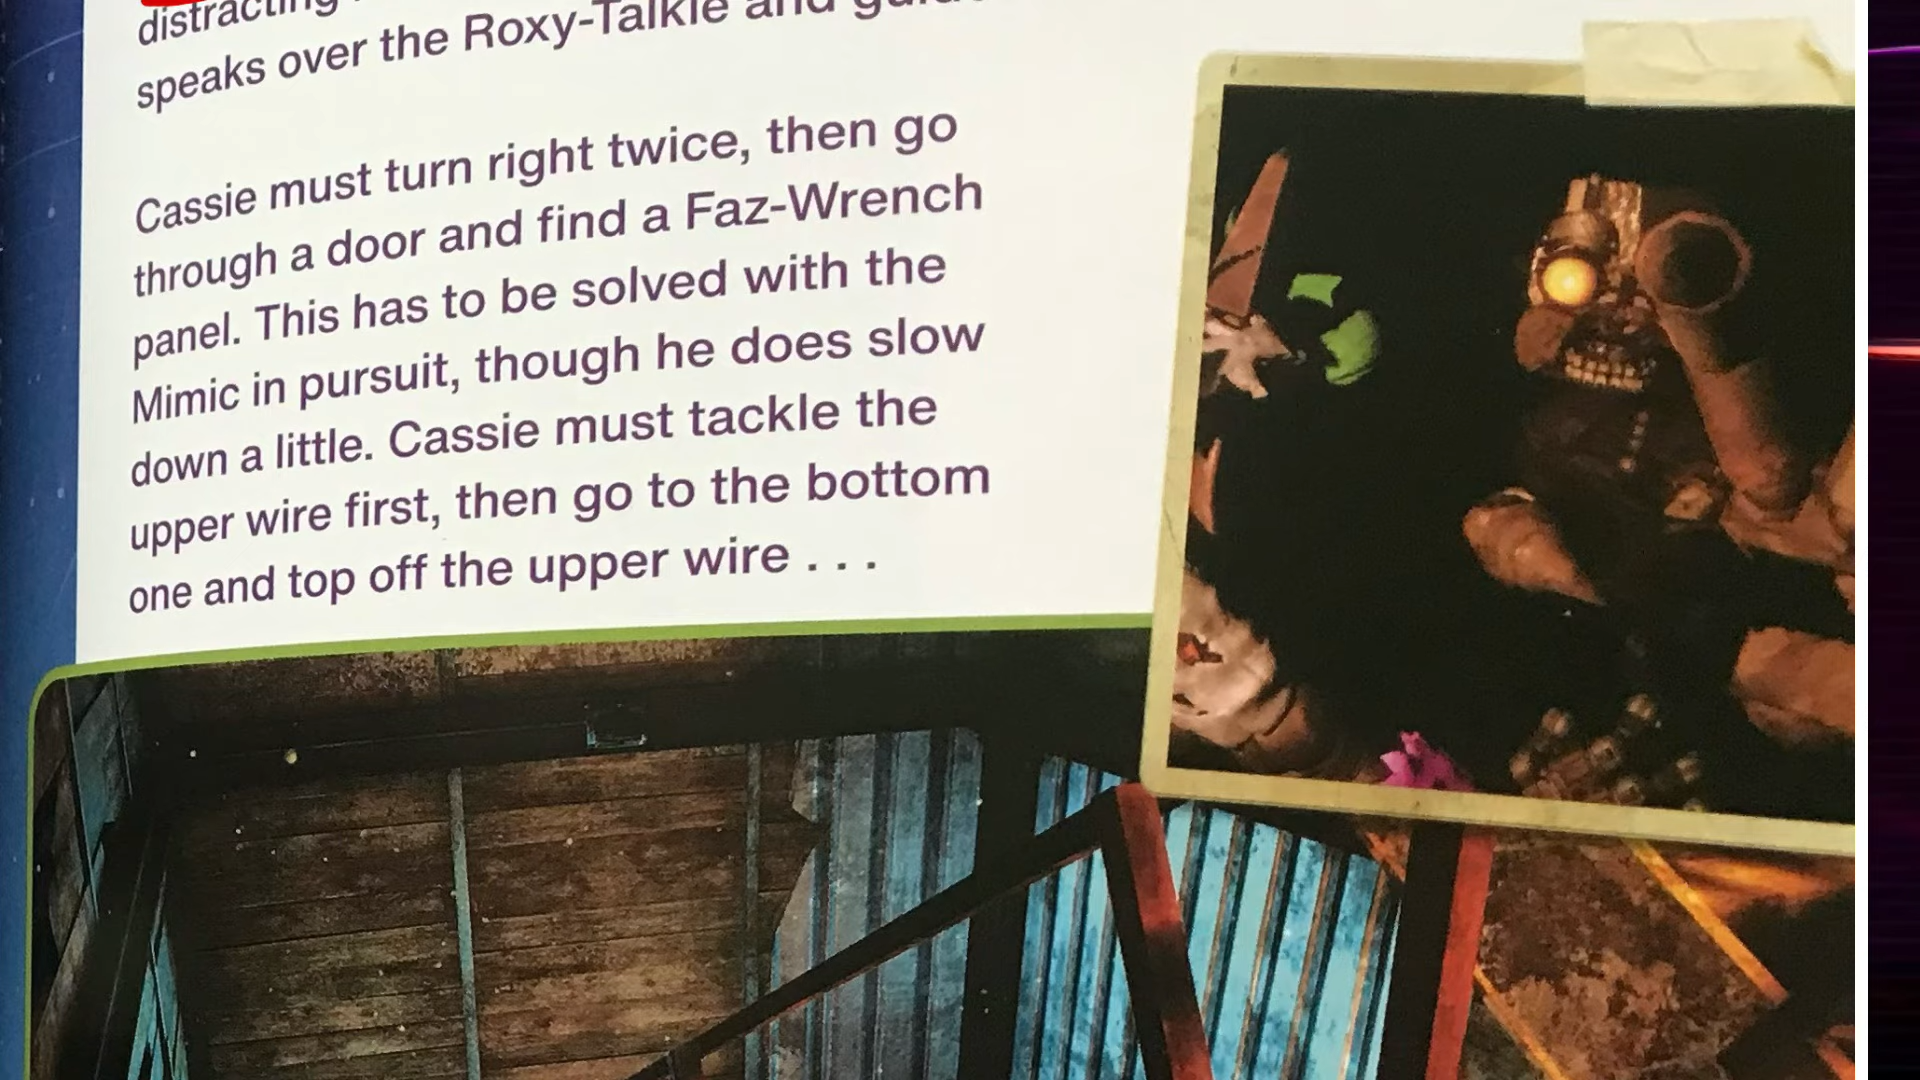 distracting
speaks over the Roxy-Talkie and
Cassie must turn right twice, then go
through a door and find a Faz-Wrench
panel. This has to be solved with the
Mimic in pursuit, though he does slow
down a little. Cassie must tackle the
upper wire first, then go to the bottom
one and top off the upper wire . . .